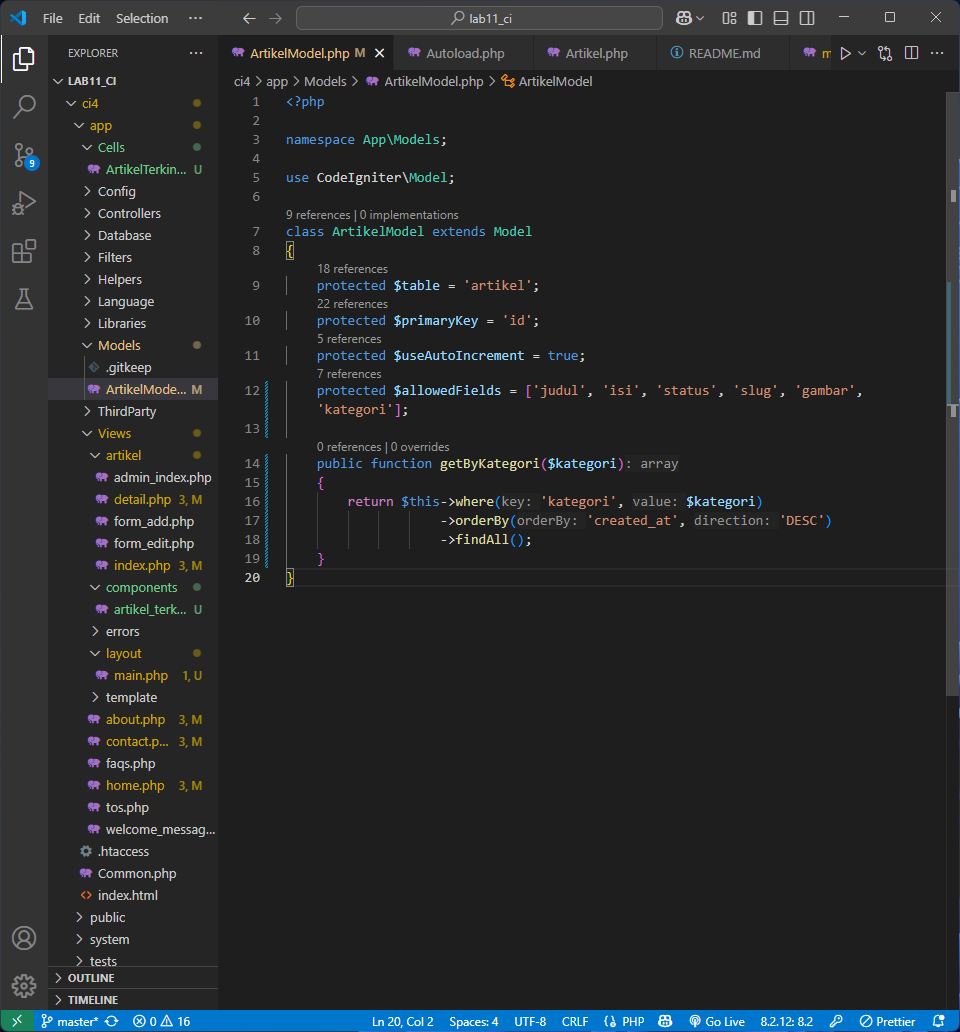 File Edit Selection ··· lab11_ci
EXPLORER ···
LAB11_CI
ci4
app
Cells
ArtikelTerkin... U
Config
Controllers
Database
Filters
Helpers
Language
Libraries
Models
.gitkeep
ArtikelMode... M
ThirdParty
Views
artikel
admin_index.php
detail.php 3, M
form_add.php
form_edit.php
index.php 3, M
components
artikel_terk... U
errors
layout
main.php 1, U
template
about.php 3, M
contact.p... 3, M
faqs.php
home.php 3, M
tos.php
welcome_messag...
.htaccess
Common.php
index.html
public
system
tests
OUTLINE
TIMELINE
9
ArtikelModel.php M Autoload.php Artikel.php README.md m ···
ci4 > app > Models > ArtikelModel.php > ArtikelModel
1 <?php
2
3 namespace App\Models;
4
5 use CodeIgniter\Model;
6
9 references | 0 implementations
7 class ArtikelModel extends Model
8 {
18 references
9 protected $table = 'artikel';
22 references
10 protected $primaryKey = 'id';
5 references
11 protected $useAutoIncrement = true;
7 references
12 protected $allowedFields = ['judul', 'isi', 'status', 'slug', 'gambar',
'kategori'];
13
0 references | 0 overrides
14 public function getByKategori($kategori): array
15 {
16 return $this->where(key: 'kategori', value: $kategori)
17 ->orderBy(orderBy: 'created_at', direction: 'DESC')
18 ->findAll();
19 }
20 }
master* 0 16 Ln 20, Col 2 Spaces: 4 UTF-8 CRLF {} PHP Go Live 8.2.12: 8.2 Prettier